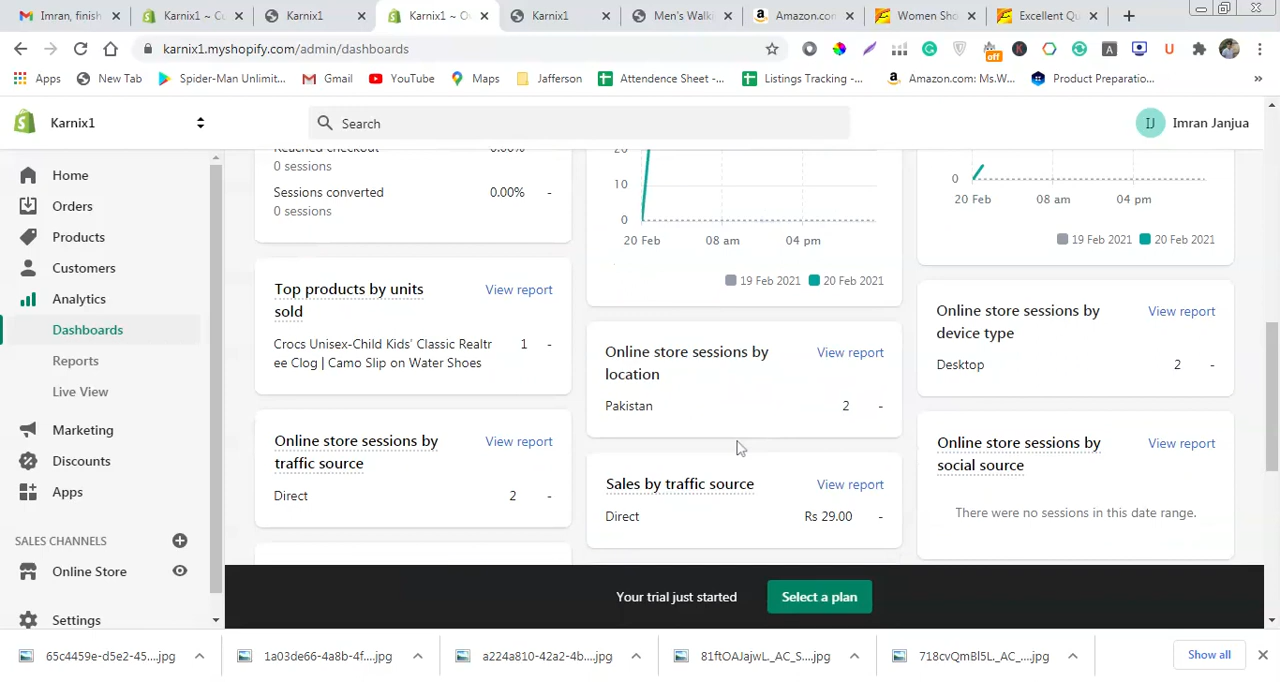 Imran, finish
Karnix1 ~ Cu
Karnix1
Karnix1 ~ O
Karnix1
Men's Walki
Amazon.com
Women Sho
Excellent Qu
karnix1.myshopify.com/admin/dashboards
off
Apps
New Tab
Spider-Man Unlimit...
Gmail
YouTube
Maps
Jafferson
Attendence Sheet -...
Listings Tracking -...
Amazon.com: Ms.W...
Product Preparatio...
»
Karnix1
Search
IJ
Imran Janjua
Home
Orders
Products
Customers
Analytics
Dashboards
Reports
Live View
Marketing
Discounts
Apps
SALES CHANNELS
Online Store
Settings
Reached checkout 0.00% -
0 sessions
Sessions converted 0.00% -
0 sessions
Top products by units sold
View report
Crocs Unisex-Child Kids' Classic Realtr 1 -
ee Clog | Camo Slip on Water Shoes
Online store sessions by traffic source
View report
Direct 2 -
20
10
0
20 Feb 08 am 04 pm
19 Feb 2021 20 Feb 2021
Online store sessions by location
View report
Pakistan 2 -
Sales by traffic source
View report
Direct Rs 29.00 -
0
20 Feb 08 am 04 pm
19 Feb 2021 20 Feb 2021
Online store sessions by device type
View report
Desktop 2 -
Online store sessions by social source
View report
There were no sessions in this date range.
Your trial just started
Select a plan
65c4459e-d5e2-45....jpg
1a03de66-4a8b-4f....jpg
a224a810-42a2-4b....jpg
81ftOAJajwL._AC_S....jpg
718cvQmBl5L._AC_....jpg
Show all